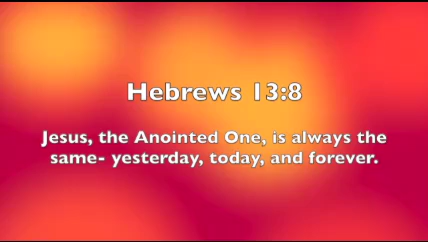 Hebrews 13:8
Jesus, the Anointed One, is always the
same- yesterday, today, and forever.